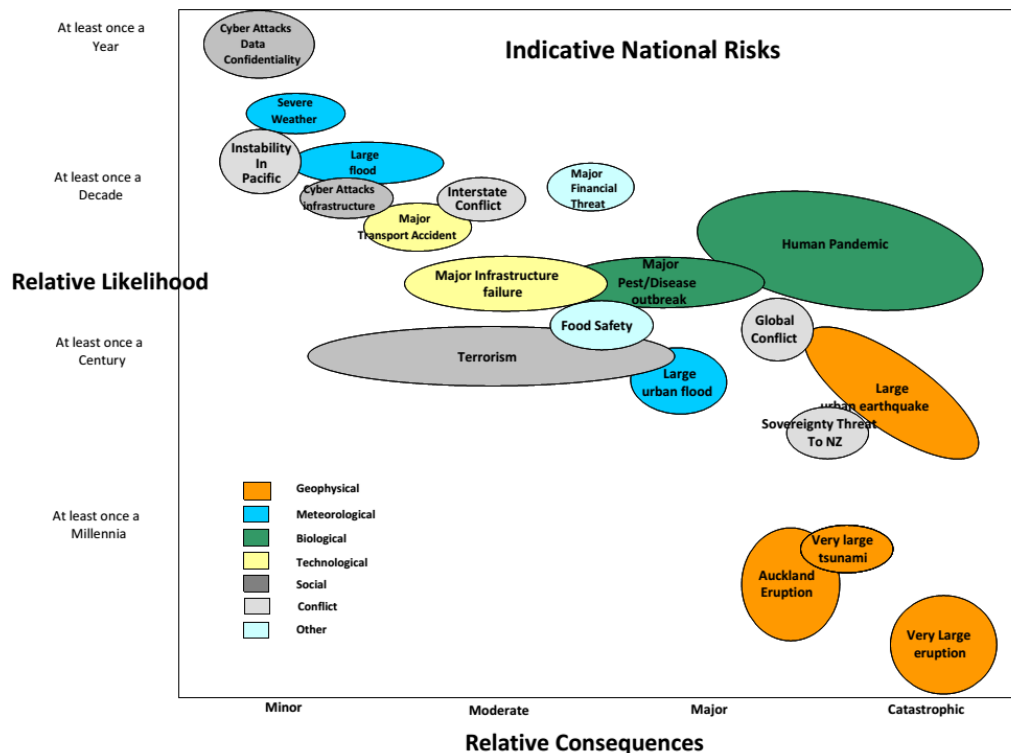 At least once a
Year
Cyber Attacks
Data
Confidentiality
Indicative National Risks
Severe
Weather
Instability
In
Pacific
Large
flood
At least once a
Decade
Cyber Attacks
infrastructure
Interstate
Conflict
Major
Financial
Threat
Major
Transport Accident
Human Pandemic
Relative Likelihood
Major Infrastructure
failure
Major
Pest/Disease
outbreak
Food Safety
Global
Conflict
At least once a
Century
Terrorism
Large
urban flood
Large
urban earthquake
Sovereignty Threat
To NZ
Geophysical
Meteorological
Biological
Technological
Social
Conflict
Other
At least once a
Millennia
Very large
tsunami
Auckland
Eruption
Very Large
eruption
Minor
Moderate
Major
Catastrophic
Relative Consequences